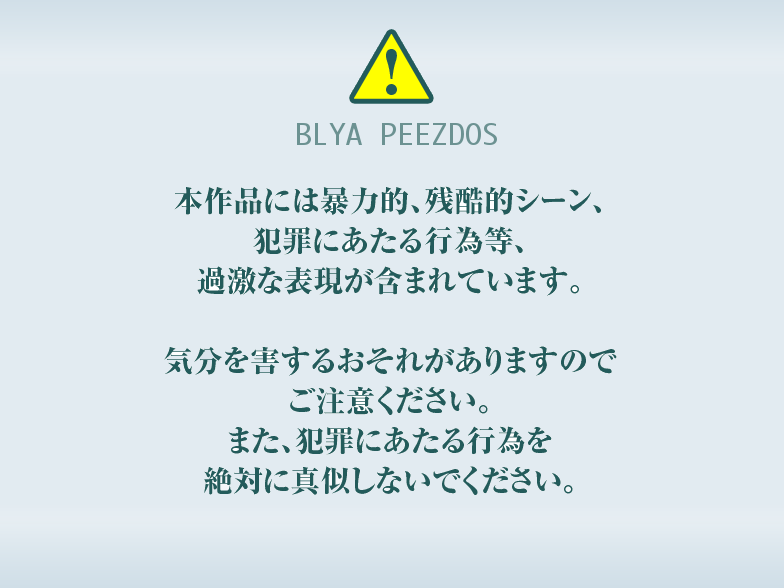 BLYA PEEZDOS
本作品には暴力的、残酷的シーン、
犯罪にあたる行為等、
過激な表現が含まれています。
気分を害するおそれがありますので
ご注意ください。
また、犯罪にあたる行為を
絶対に真似しないでください。